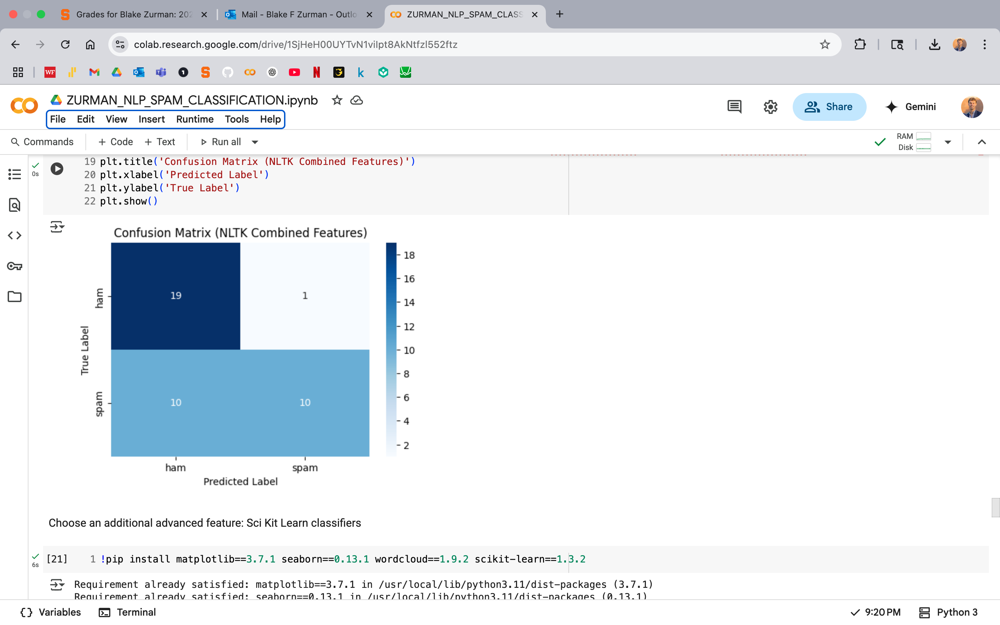 Grades for Blake Zurman: 202
Mail - Blake F Zurman - Outlo
ZURMAN_NLP_SPAM_CLASS
colab.research.google.com/drive/1SjHeH00UYTvN1viIpt8AkNtfzl552ftz
ZURMAN_NLP_SPAM_CLASSIFICATION.ipynb
File Edit View Insert Runtime Tools Help
Share
Gemini
Commands + Code + Text Run all
RAM
Disk
0s
19 plt.title('Confusion Matrix (NLTK Combined Features)')
20 plt.xlabel('Predicted Label')
21 plt.ylabel('True Label')
22 plt.show()
Confusion Matrix (NLTK Combined Features)
True Label
ham
19 1
spam
10 10
ham spam
Predicted Label
18
16
14
12
10
8
6
4
2
Choose an additional advanced feature: Sci Kit Learn classifiers
6s
[21] 1 !pip install matplotlib==3.7.1 seaborn==0.13.1 wordcloud==1.9.2 scikit-learn==1.3.2
Requirement already satisfied: matplotlib==3.7.1 in /usr/local/lib/python3.11/dist-packages (3.7.1)
Requirement already satisfied: seaborn==0.13.1 in /usr/local/lib/python3.11/dist-packages (0.13.1)
{} Variables Terminal
9:20 PM Python 3